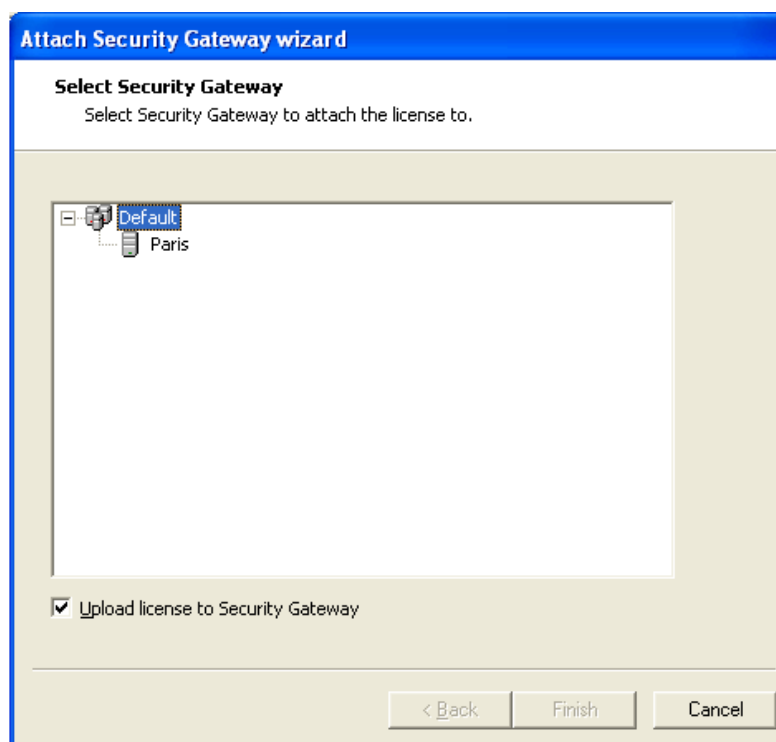 Attach Security Gateway wizard
Select Security Gateway
Select Security Gateway to attach the license to.
Default
Paris
Upload license to Security Gateway
< Back Finish Cancel